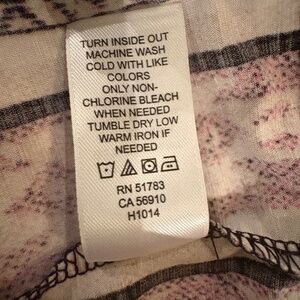 TURN INSIDE OUT
MACHINE WASH
COLD WITH LIKE
COLORS
ONLY NON-
CHLORINE BLEACH
WHEN NEEDED
TUMBLE DRY LOW
WARM IRON IF
NEEDED
RN 51783
CA 56910
H1014